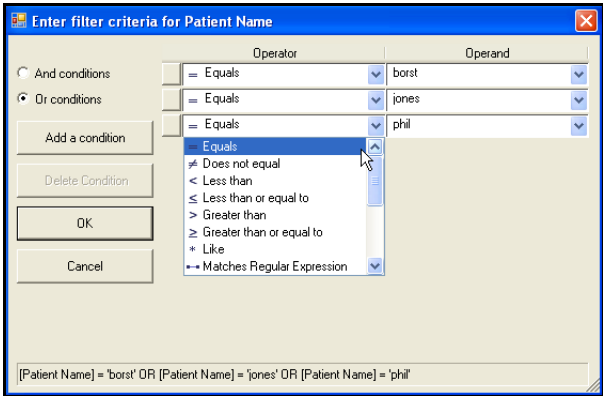 Enter filter criteria for Patient Name
Operator Operand
And conditions = Equals borst
Or conditions = Equals jones
= Equals phil
Add a condition
= Equals
≠ Does not equal
Delete Condition
< Less than
≤ Less than or equal to
> Greater than
OK
≥ Greater than or equal to
* Like
Cancel
Matches Regular Expression
[Patient Name] = 'borst' OR [Patient Name] = 'jones' OR [Patient Name] = 'phil'